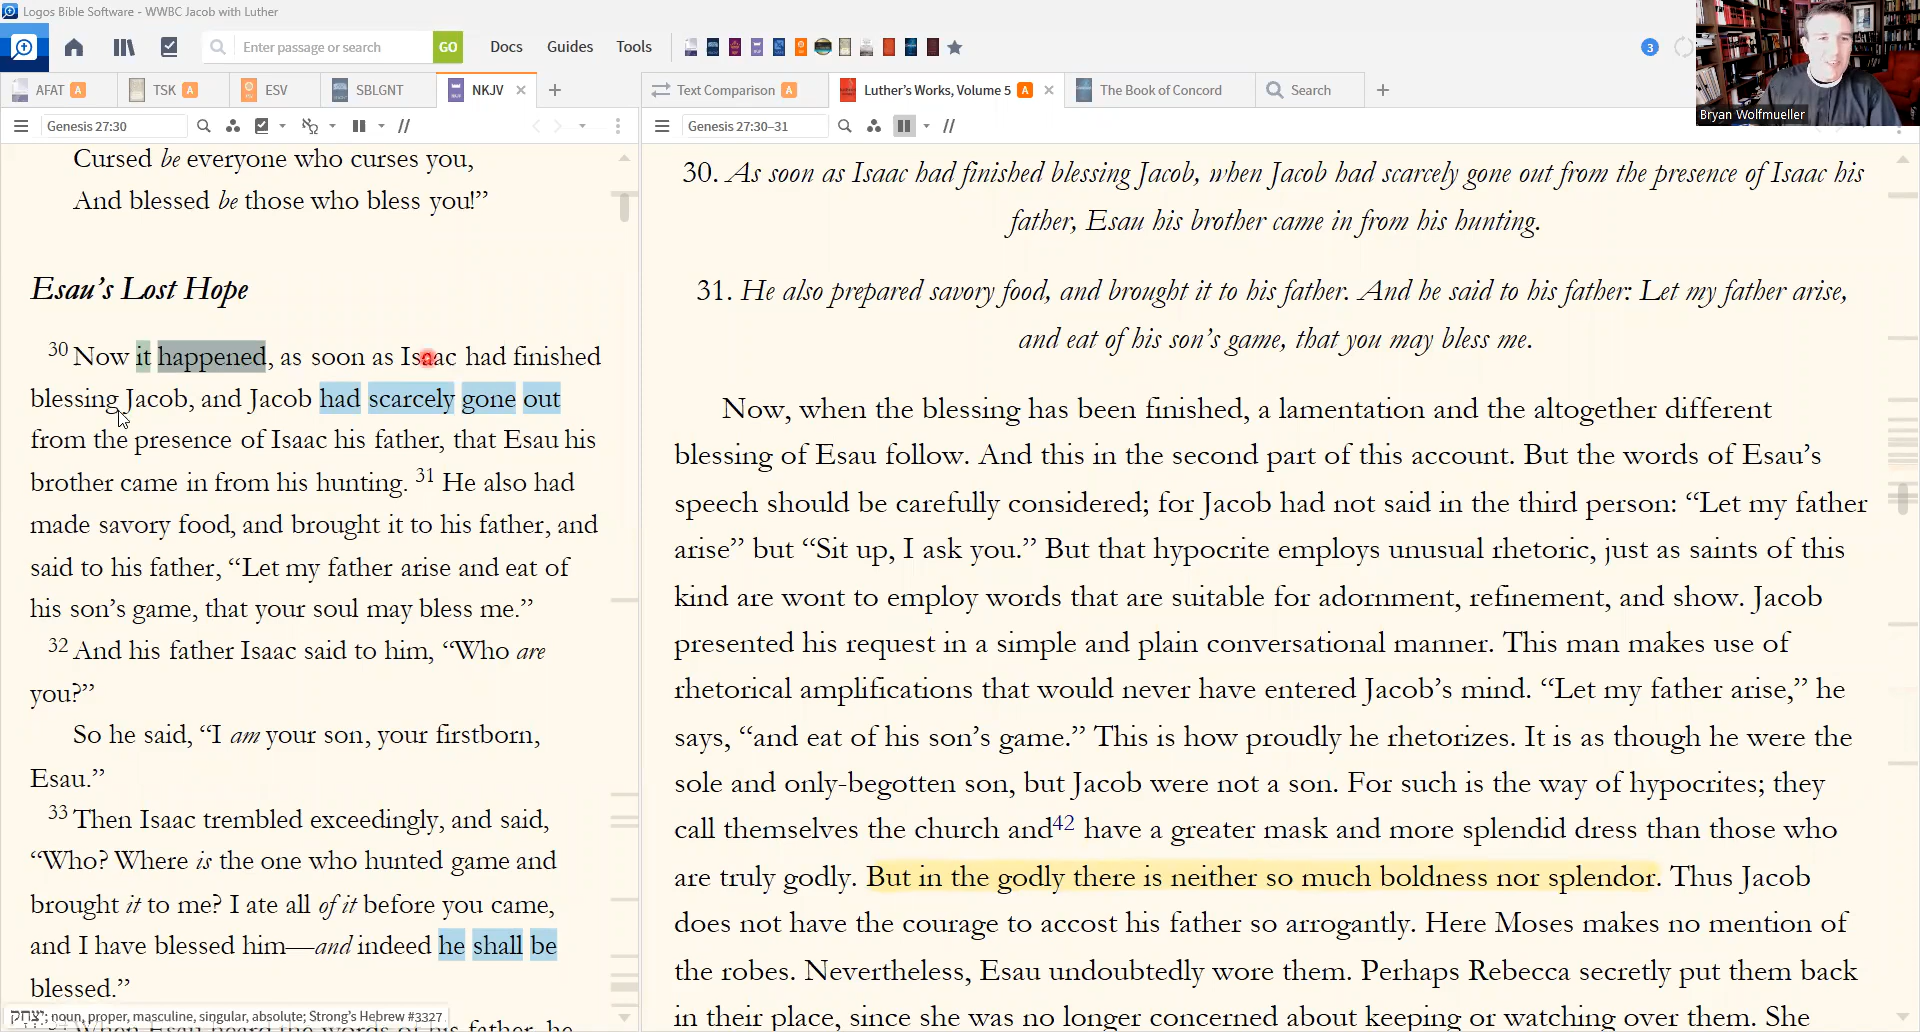 Logos Bible Software - WWBC Jacob with Luther
Enter passage or search
GO
Docs
Guides
Tools
3
Bryan Wolfmueller
AFAT A
TSK A
ESV
SBLGNT
NKJV
Text Comparison A
Luther's Works, Volume 5 A
The Book of Concord
Search
Genesis 27:30
Genesis 27:30–31
Cursed be everyone who curses you,
And blessed be those who bless you!”
Esau’s Lost Hope
30 Now it happened, as soon as Isaac had finished
blessing Jacob, and Jacob had scarcely gone out
from the presence of Isaac his father, that Esau his
brother came in from his hunting. 31 He also had
made savory food, and brought it to his father, and
said to his father, “Let my father arise and eat of
his son’s game, that your soul may bless me.”
32 And his father Isaac said to him, “Who are
you?”
So he said, “I am your son, your firstborn,
Esau.”
33 Then Isaac trembled exceedingly, and said,
“Who? Where is the one who hunted game and
brought it to me? I ate all of it before you came,
and I have blessed him—and indeed he shall be
blessed.”
יִצְחָק; noun, proper, masculine, singular, absolute; Strong’s Hebrew #3327
30. As soon as Isaac had finished blessing Jacob, when Jacob had scarcely gone out from the presence of Isaac his
father, Esau his brother came in from his hunting.
31. He also prepared savory food, and brought it to his father. And he said to his father: Let my father arise,
and eat of his son’s game, that you may bless me.
Now, when the blessing has been finished, a lamentation and the altogether different
blessing of Esau follow. And this in the second part of this account. But the words of Esau’s
speech should be carefully considered; for Jacob had not said in the third person: “Let my father
arise” but “Sit up, I ask you.” But that hypocrite employs unusual rhetoric, just as saints of this
kind are wont to employ words that are suitable for adornment, refinement, and show. Jacob
presented his request in a simple and plain conversational manner. This man makes use of
rhetorical amplifications that would never have entered Jacob’s mind. “Let my father arise,” he
says, “and eat of his son’s game.” This is how proudly he rhetorizes. It is as though he were the
sole and only-begotten son, but Jacob were not a son. For such is the way of hypocrites; they
call themselves the church and42 have a greater mask and more splendid dress than those who
are truly godly. But in the godly there is neither so much boldness nor splendor. Thus Jacob
does not have the courage to accost his father so arrogantly. Here Moses makes no mention of
the robes. Nevertheless, Esau undoubtedly wore them. Perhaps Rebecca secretly put them back
in their place, since she was no longer concerned about keeping or watching over them. She